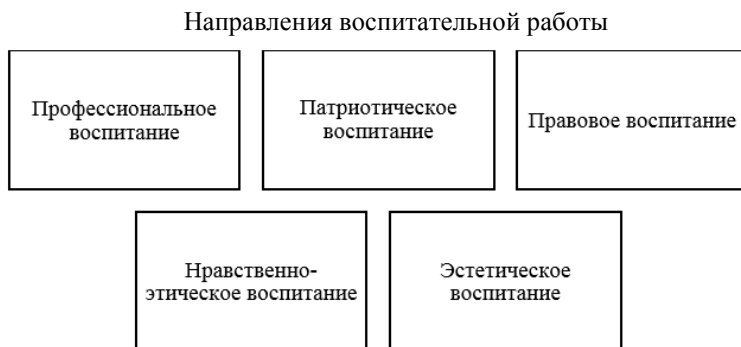 Направления воспитательной работы
Профессиональное
воспитание
Патриотическое
воспитание
Правовое воспитание
Нравственно-
этическое воспитание
Эстетическое
воспитание